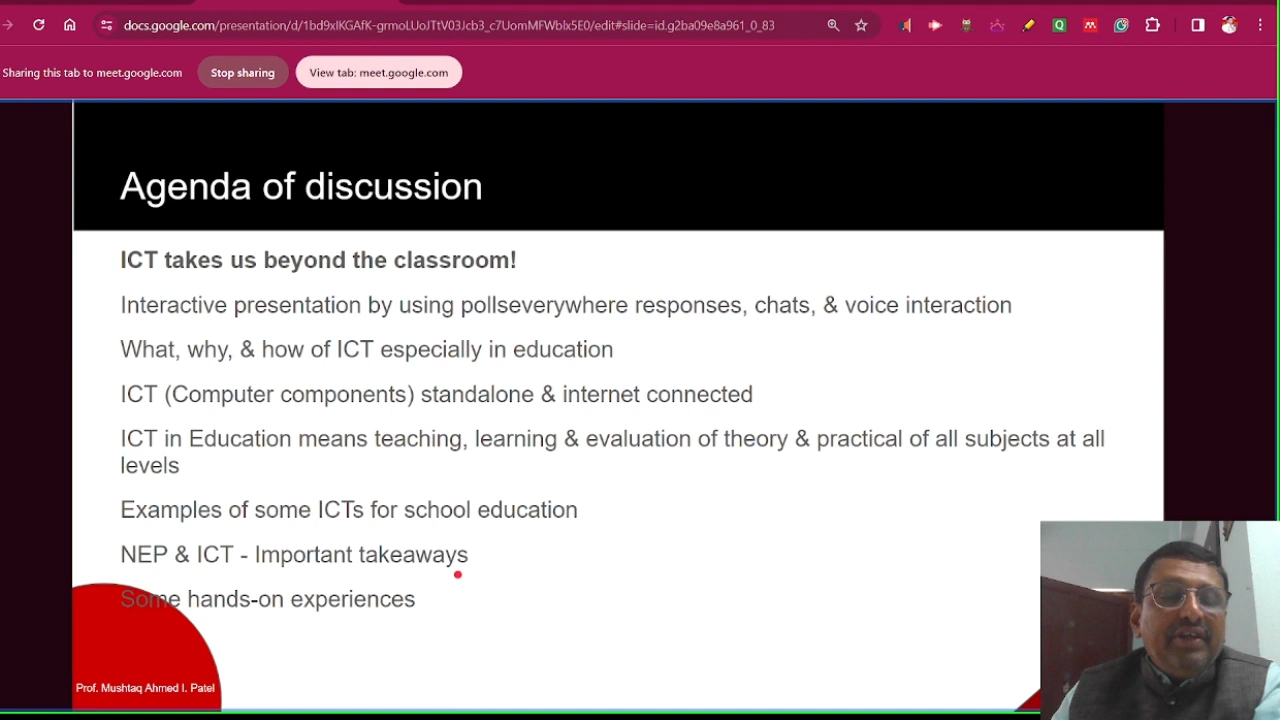 docs.google.com/presentation/d/1bd9xlKGAfK-grmoLUoJTtV03Jcb3_c7UomMFWblx5E0/edit#slide=id.g2ba09e8a961_0_83
Sharing this tab to meet.google.com
Stop sharing
View tab: meet.google.com
Agenda of discussion
ICT takes us beyond the classroom!
Interactive presentation by using pollseverywhere responses, chats, & voice interaction
What, why, & how of ICT especially in education
ICT (Computer components) standalone & internet connected
ICT in Education means teaching, learning & evaluation of theory & practical of all subjects at all
levels
Examples of some ICTs for school education
NEP & ICT - Important takeaways
Some hands-on experiences
Prof. Mushtaq Ahmed I. Patel